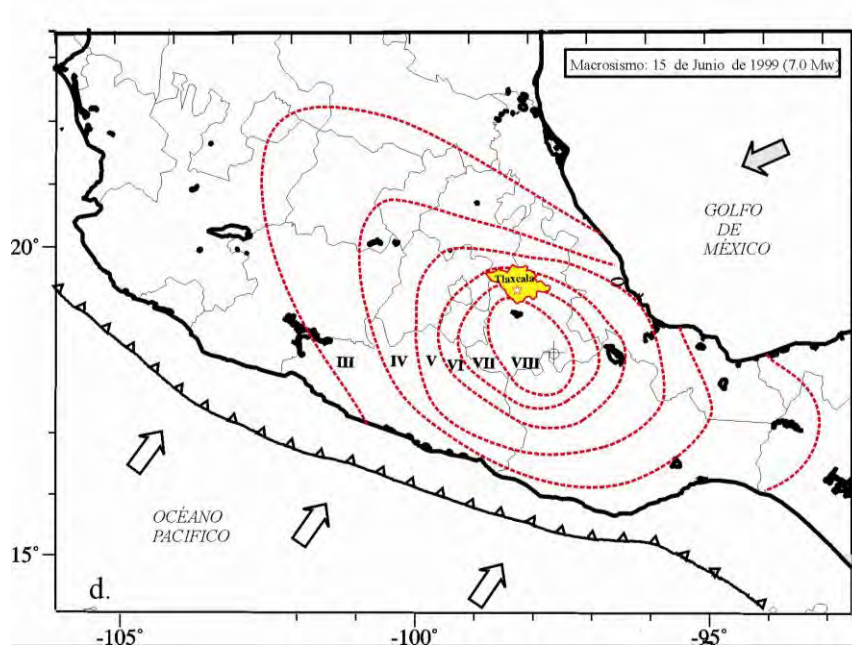 Macrosismo: 15 de Junio de 1999 (7.0 Mw)
GOLFO
DE
MÉXICO
20°
Tlaxcala
III
IV
V
VI
VII
VIII
OCÉANO
PACIFICO
15°
d.
-105°
-100°
-95°